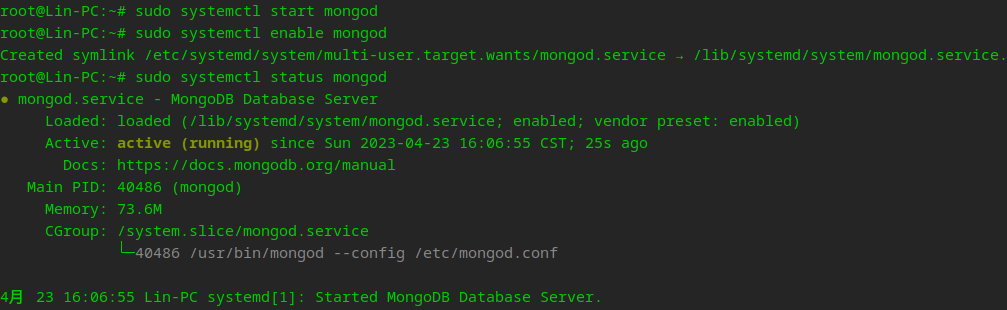 root@Lin-PC:~# sudo systemctl start mongod
root@Lin-PC:~# sudo systemctl enable mongod
Created symlink /etc/systemd/system/multi-user.target.wants/mongod.service → /lib/systemd/system/mongod.service.
root@Lin-PC:~# sudo systemctl status mongod
● mongod.service - MongoDB Database Server
     Loaded: loaded (/lib/systemd/system/mongod.service; enabled; vendor preset: enabled)
     Active: active (running) since Sun 2023-04-23 16:06:55 CST; 25s ago
       Docs: https://docs.mongodb.org/manual
   Main PID: 40486 (mongod)
     Memory: 73.6M
     CGroup: /system.slice/mongod.service
             └─40486 /usr/bin/mongod --config /etc/mongod.conf
4月 23 16:06:55 Lin-PC systemd[1]: Started MongoDB Database Server.